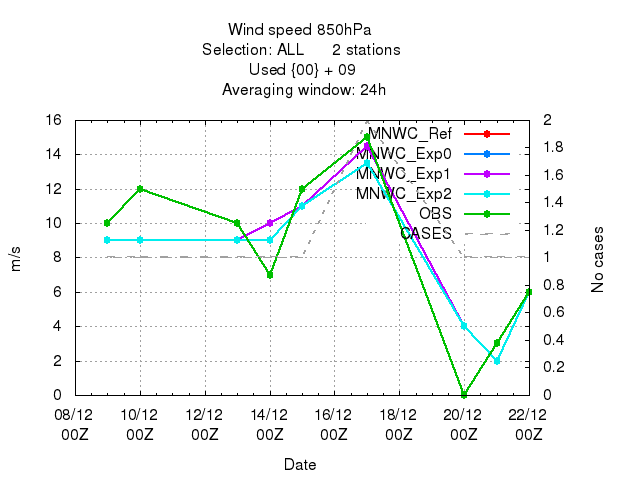 Wind speed 850hPa
Selection: ALL 2 stations
Used {00} + 09
Averaging window: 24h
16
14
12
10
8
6
4
2
0
m/s
2
1.8
1.6
1.4
1.2
1
0.8
0.6
0.4
0.2
0
No cases
MNWC_Ref
MNWC_Exp0
MNWC_Exp1
MNWC_Exp2
OBS
CASES
08/12 10/12 12/12 14/12 16/12 18/12 20/12 22/12
00Z 00Z 00Z 00Z 00Z 00Z 00Z 00Z
Date